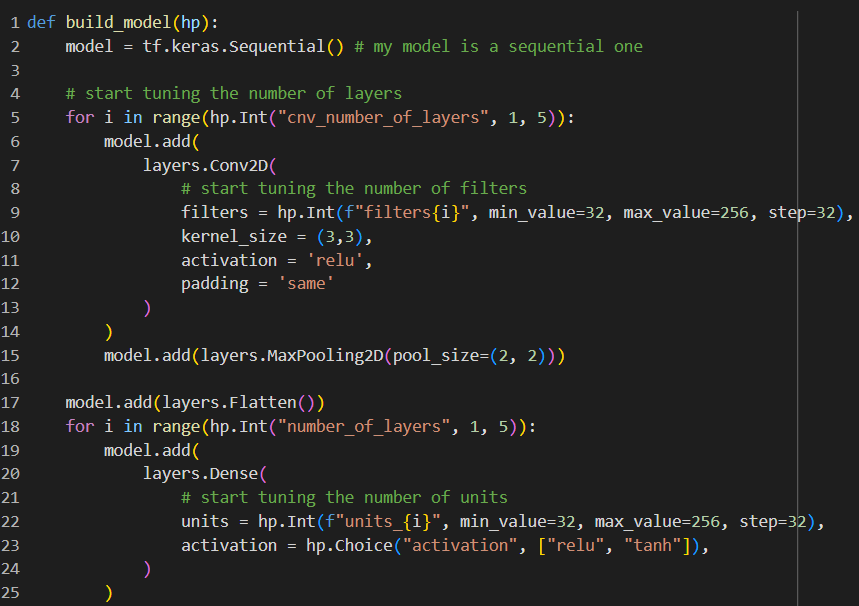 1 def build_model(hp):
2     model = tf.keras.Sequential() # my model is a sequential one
3
4     # start tuning the number of layers
5     for i in range(hp.Int("cnv_number_of_layers", 1, 5)):
6         model.add(
7             layers.Conv2D(
8                 # start tuning the number of filters
9                 filters = hp.Int(f"filters{i}", min_value=32, max_value=256, step=32),
10                 kernel_size = (3,3),
11                 activation = 'relu',
12                 padding = 'same'
13             )
14         )
15         model.add(layers.MaxPooling2D(pool_size=(2, 2)))
16
17     model.add(layers.Flatten())
18     for i in range(hp.Int("number_of_layers", 1, 5)):
19         model.add(
20             layers.Dense(
21                 # start tuning the number of units
22                 units = hp.Int(f"units_{i}", min_value=32, max_value=256, step=32),
23                 activation = hp.Choice("activation", ["relu", "tanh"]),
24             )
25         )